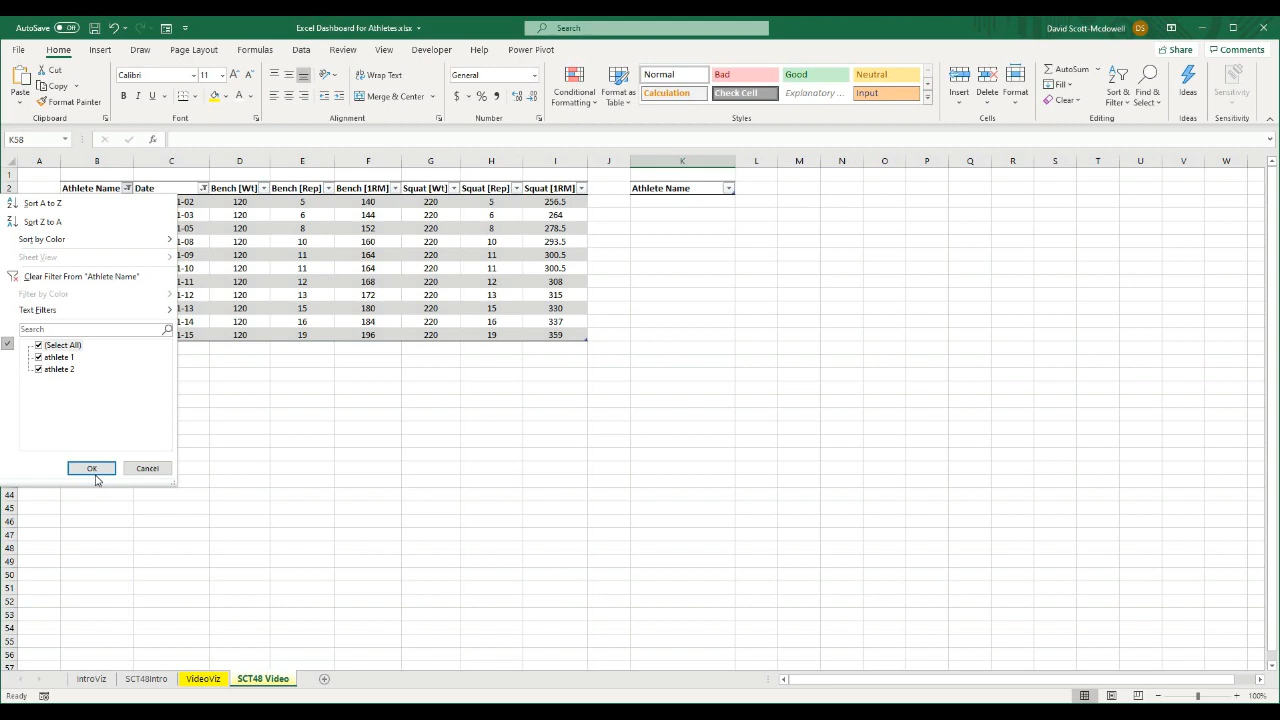 AutoSave Off Excel Dashboard for Athletes.xlsx Search David Scott-Mcdowell DS
File Home Insert Draw Page Layout Formulas Data Review View Automate Developer Help Power Pivot Share Comments
Paste Cut Copy Format Painter
Calibri 11 Wrap Text General
B I U Merge & Center $ % 9
Conditional Formatting Format as Table
Normal Bad Good Neutral
Calculation Check Cell Explanatory ... Input
Insert Delete Format
AutoSum Fill Clear
Sort & Filter Find & Select Ideas Sensitivity
Clipboard Font Alignment Number Styles Cells Editing Ideas Sensitivity
K58 fx
A B C D E F G H I J K L M N O P Q R S T U V W
1
2 Athlete Name Date Bench [Wt] Bench [Rep] Bench [1RM] Squat [Wt] Squat [Rep] Squat [1RM] Athlete Name
1-02 120 5 140 220 5 256.5
1-03 120 6 144 220 6 264
1-05 120 8 152 220 8 278.5
1-08 120 10 160 220 10 293.5
1-09 120 11 164 220 11 300.5
1-10 120 11 164 220 11 300.5
1-11 120 12 168 220 12 308
1-12 120 13 172 220 13 315
1-13 120 15 180 220 15 330
1-14 120 16 184 220 16 337
1-15 120 19 196 220 19 359
Sort A to Z
Sort Z to A
Sort by Color
Sheet View
Clear Filter From "Athlete Name"
Filter by Color
Text Filters
Search
(Select All)
athlete 1
athlete 2
OK Cancel
44
45
46
47
48
49
50
51
52
53
54
55
56
57
IntroViz SCT48Intro VideoViz SCT48 Video
Ready 100%